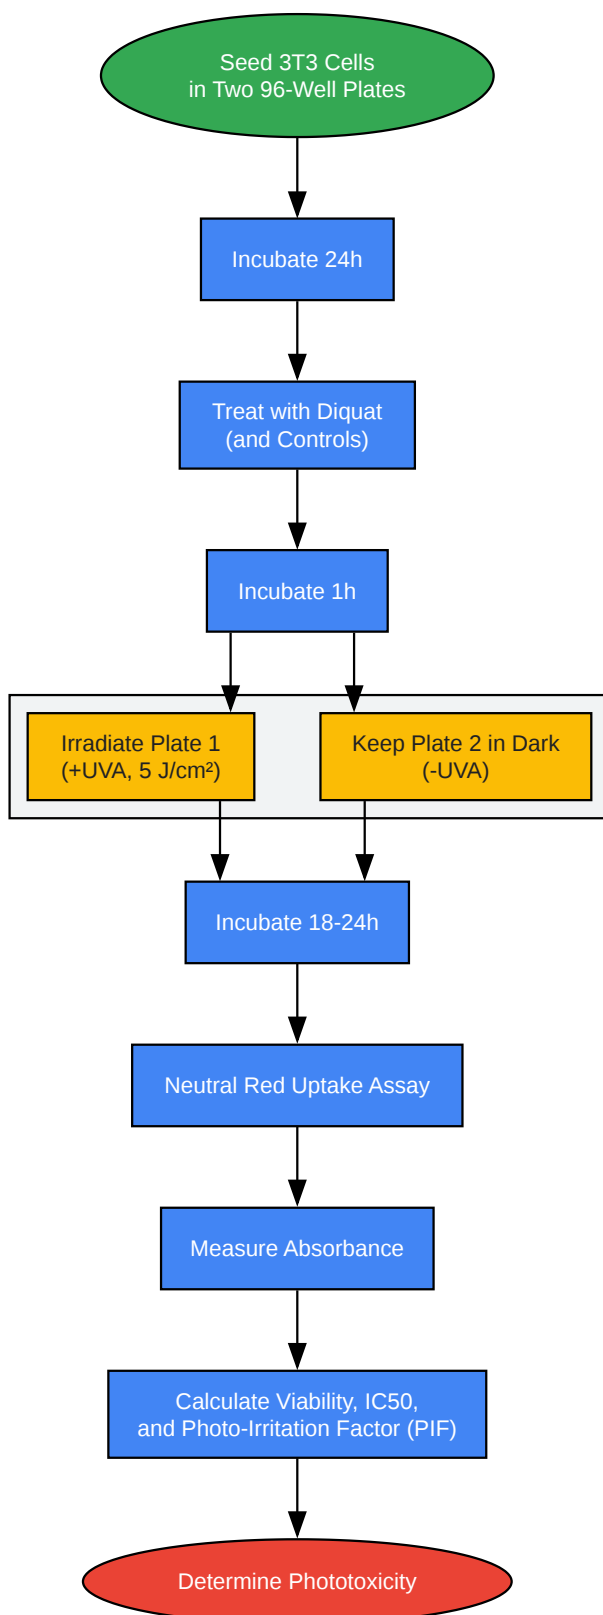 Seed 3T3 Cells
in Two 96-Well Plates
Incubate 24h
Treat with Diquat
(and Controls)
Incubate 1h
Irradiate Plate 1
(+UVA, 5 J/cm²)
Keep Plate 2 in Dark
(-UVA)
Incubate 18-24h
Neutral Red Uptake Assay
Measure Absorbance
Calculate Viability, IC50,
and Photo-Irritation Factor (PIF)
Determine Phototoxicity